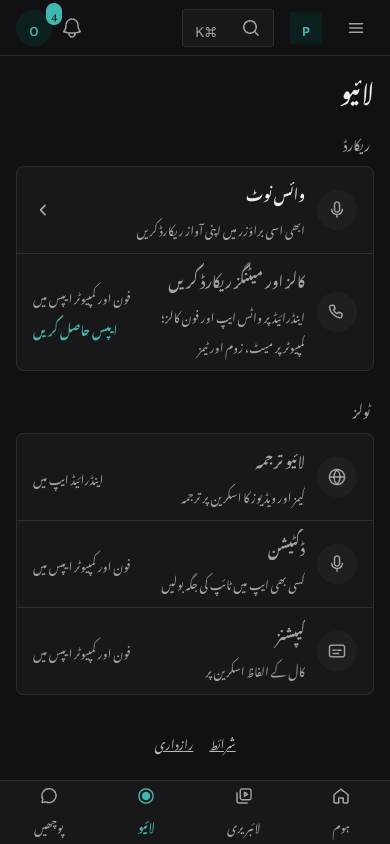 P
K⌘
4
O
لائیو
ریکارڈ
وائس نوٹ
ابھی اسی براؤزر میں اپنی آواز ریکارڈ کریں
کالز اور میٹنگز ریکارڈ کریں
اینڈرائیڈ پر واٹس ایپ اور فون کالز؛
کمپیوٹر پر میٹ، زوم اور ٹیمز
فون اور کمپیوٹر ایپس میں
ایپس حاصل کریں
ٹولز
لائیو ترجمہ
گیمز اور ویڈیوز کا اسکرین پر ترجمہ
اینڈرائیڈ ایپ میں
ڈکٹیشن
کسی بھی ایپ میں ٹائپ کی جگہ بولیں
فون اور کمپیوٹر ایپس میں
کیپشنز
کال کے الفاظ اسکرین پر
فون اور کمپیوٹر ایپس میں
شرائط رازداری
ہوم
لائبریری
لائیو
پوچھیں